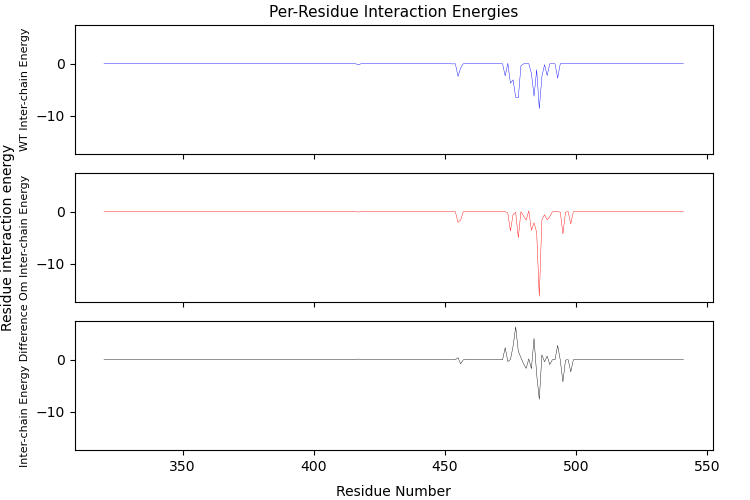 Per-Residue Interaction Energies
Residue interaction energy
WT Inter-chain Energy
0
−10
Om Inter-chain Energy
0
−10
Inter-chain Energy Difference
0
−10
350
400
450
500
550
Residue Number